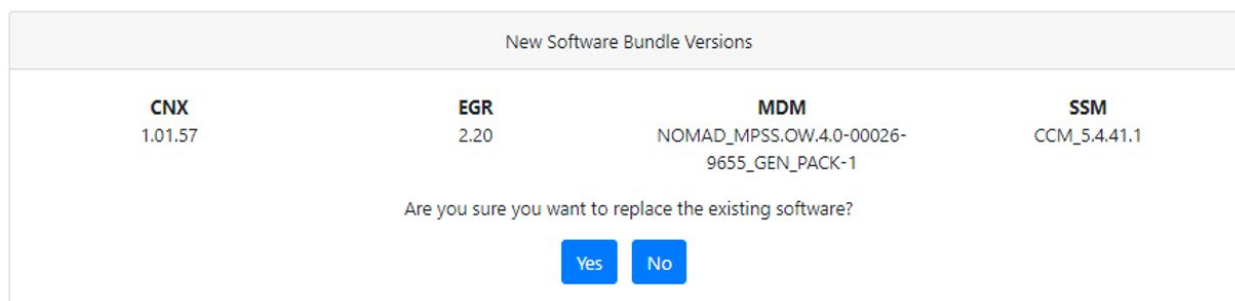 New Software Bundle Versions
CNX EGR MDM SSM
1.01.57 2.20 NOMAD_MPSS.OW.4.0-00026- CCM_5.4.41.1
9655_GEN_PACK-1
Are you sure you want to replace the existing software?
Yes No